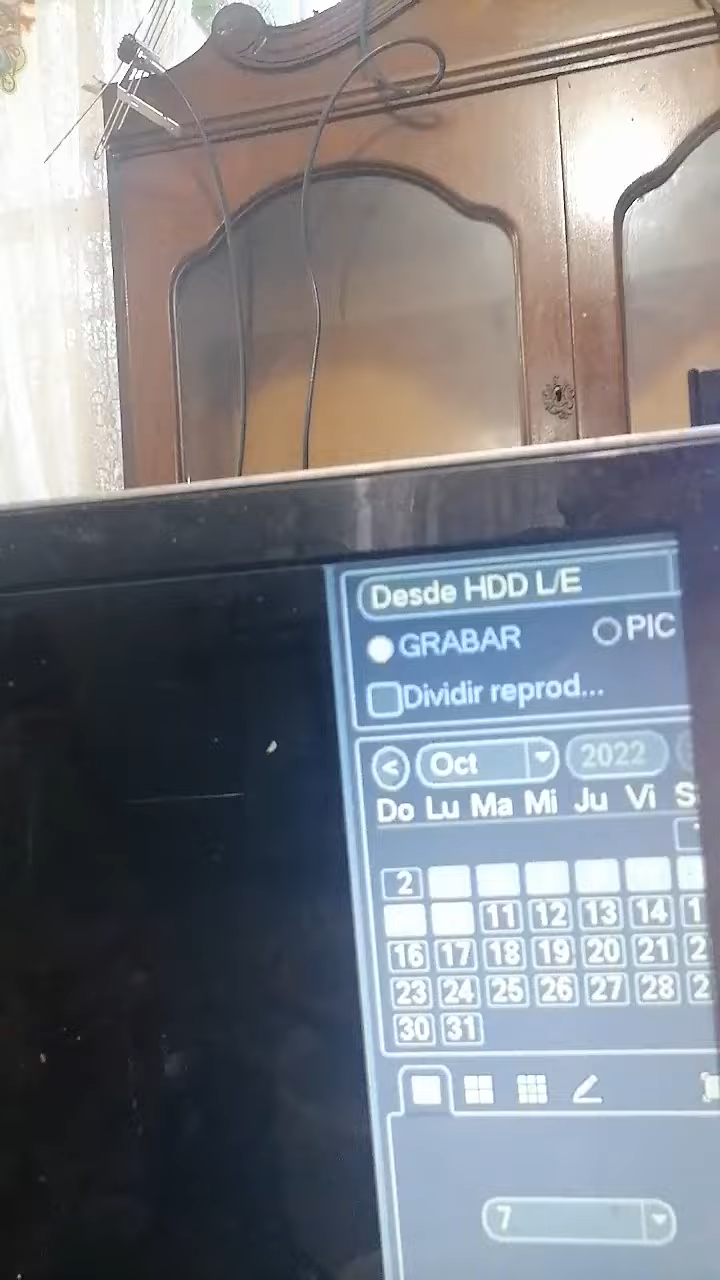 Desde HDD L/E
GRABAR PIC
Dividir reprod...
< Oct 2022
Do Lu Ma Mi Ju Vi
2
11 12 13 14
16 17 18 19 20 21
23 24 25 26 27 28
30 31
7